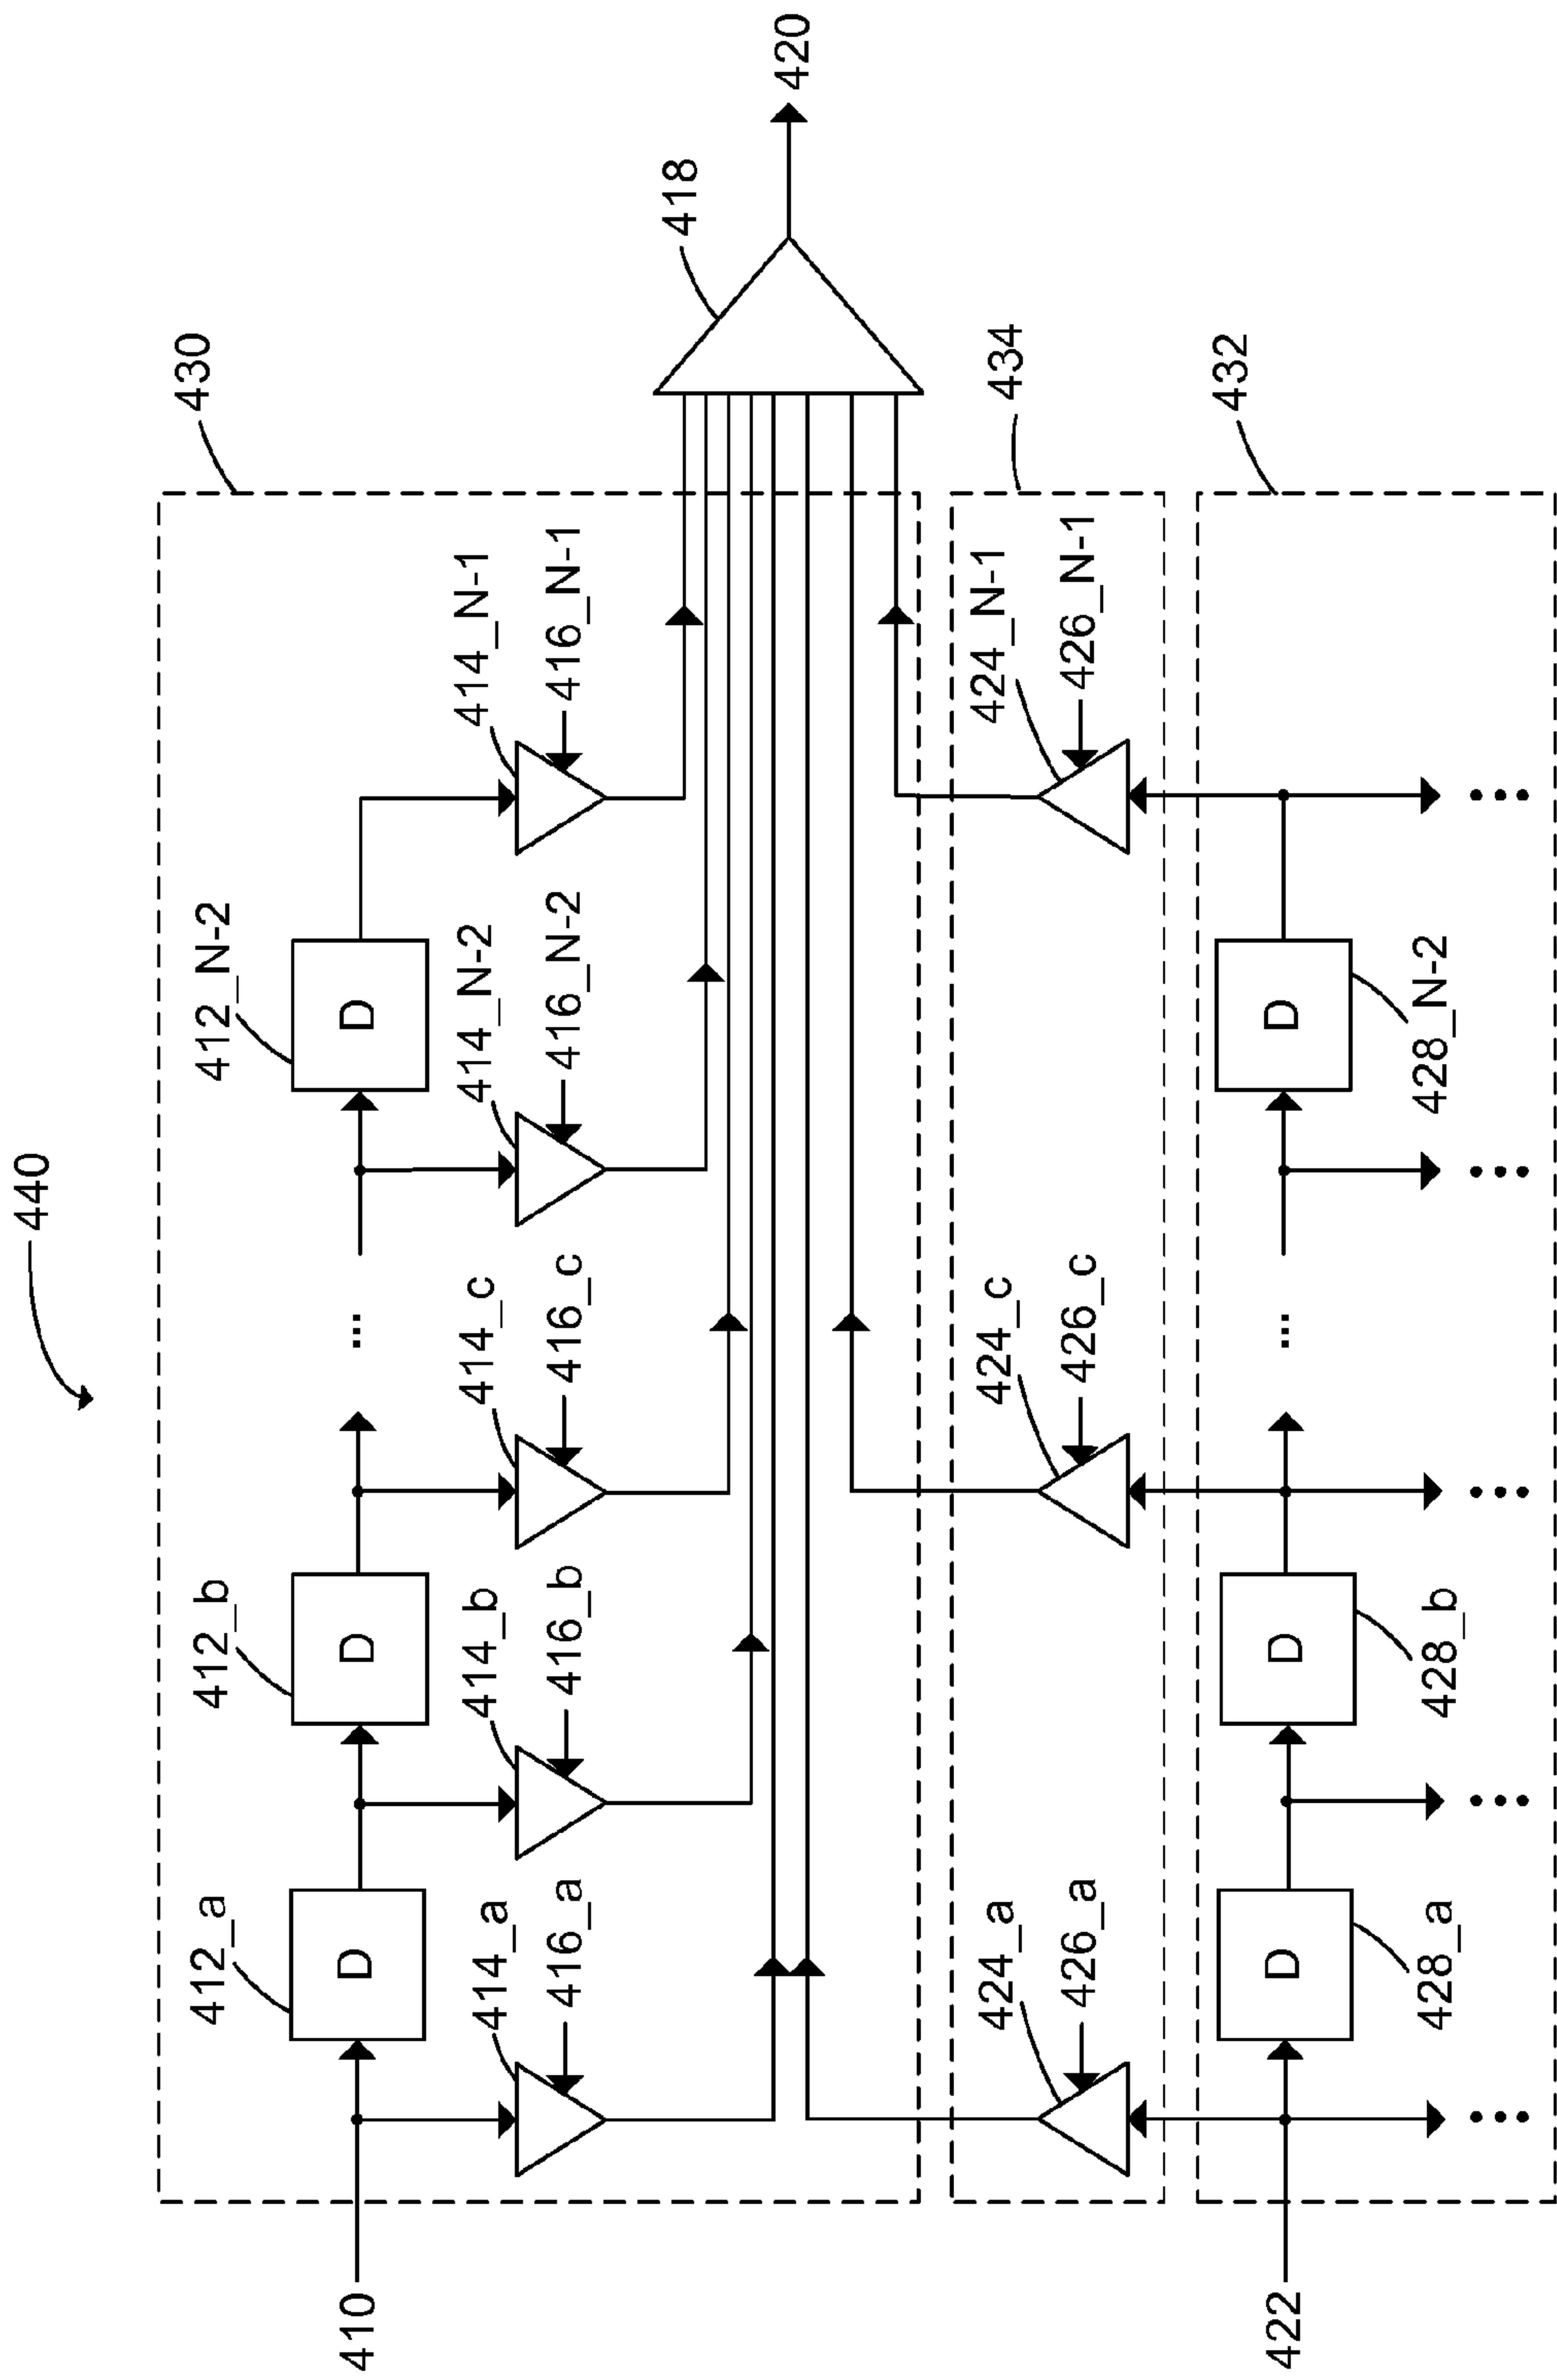 440
430
412_a
412_b
412_N-2
D
D
...
D
410
414_a
414_b
414_c
414_N-2
414_N-1
416_a
416_b
416_c
416_N-2
416_N-1
418
420
434
424_a
424_c
424_N-1
426_a
426_c
426_N-1
432
422
D
D
...
D
428_a
428_b
428_N-2
...
...
...
...
...